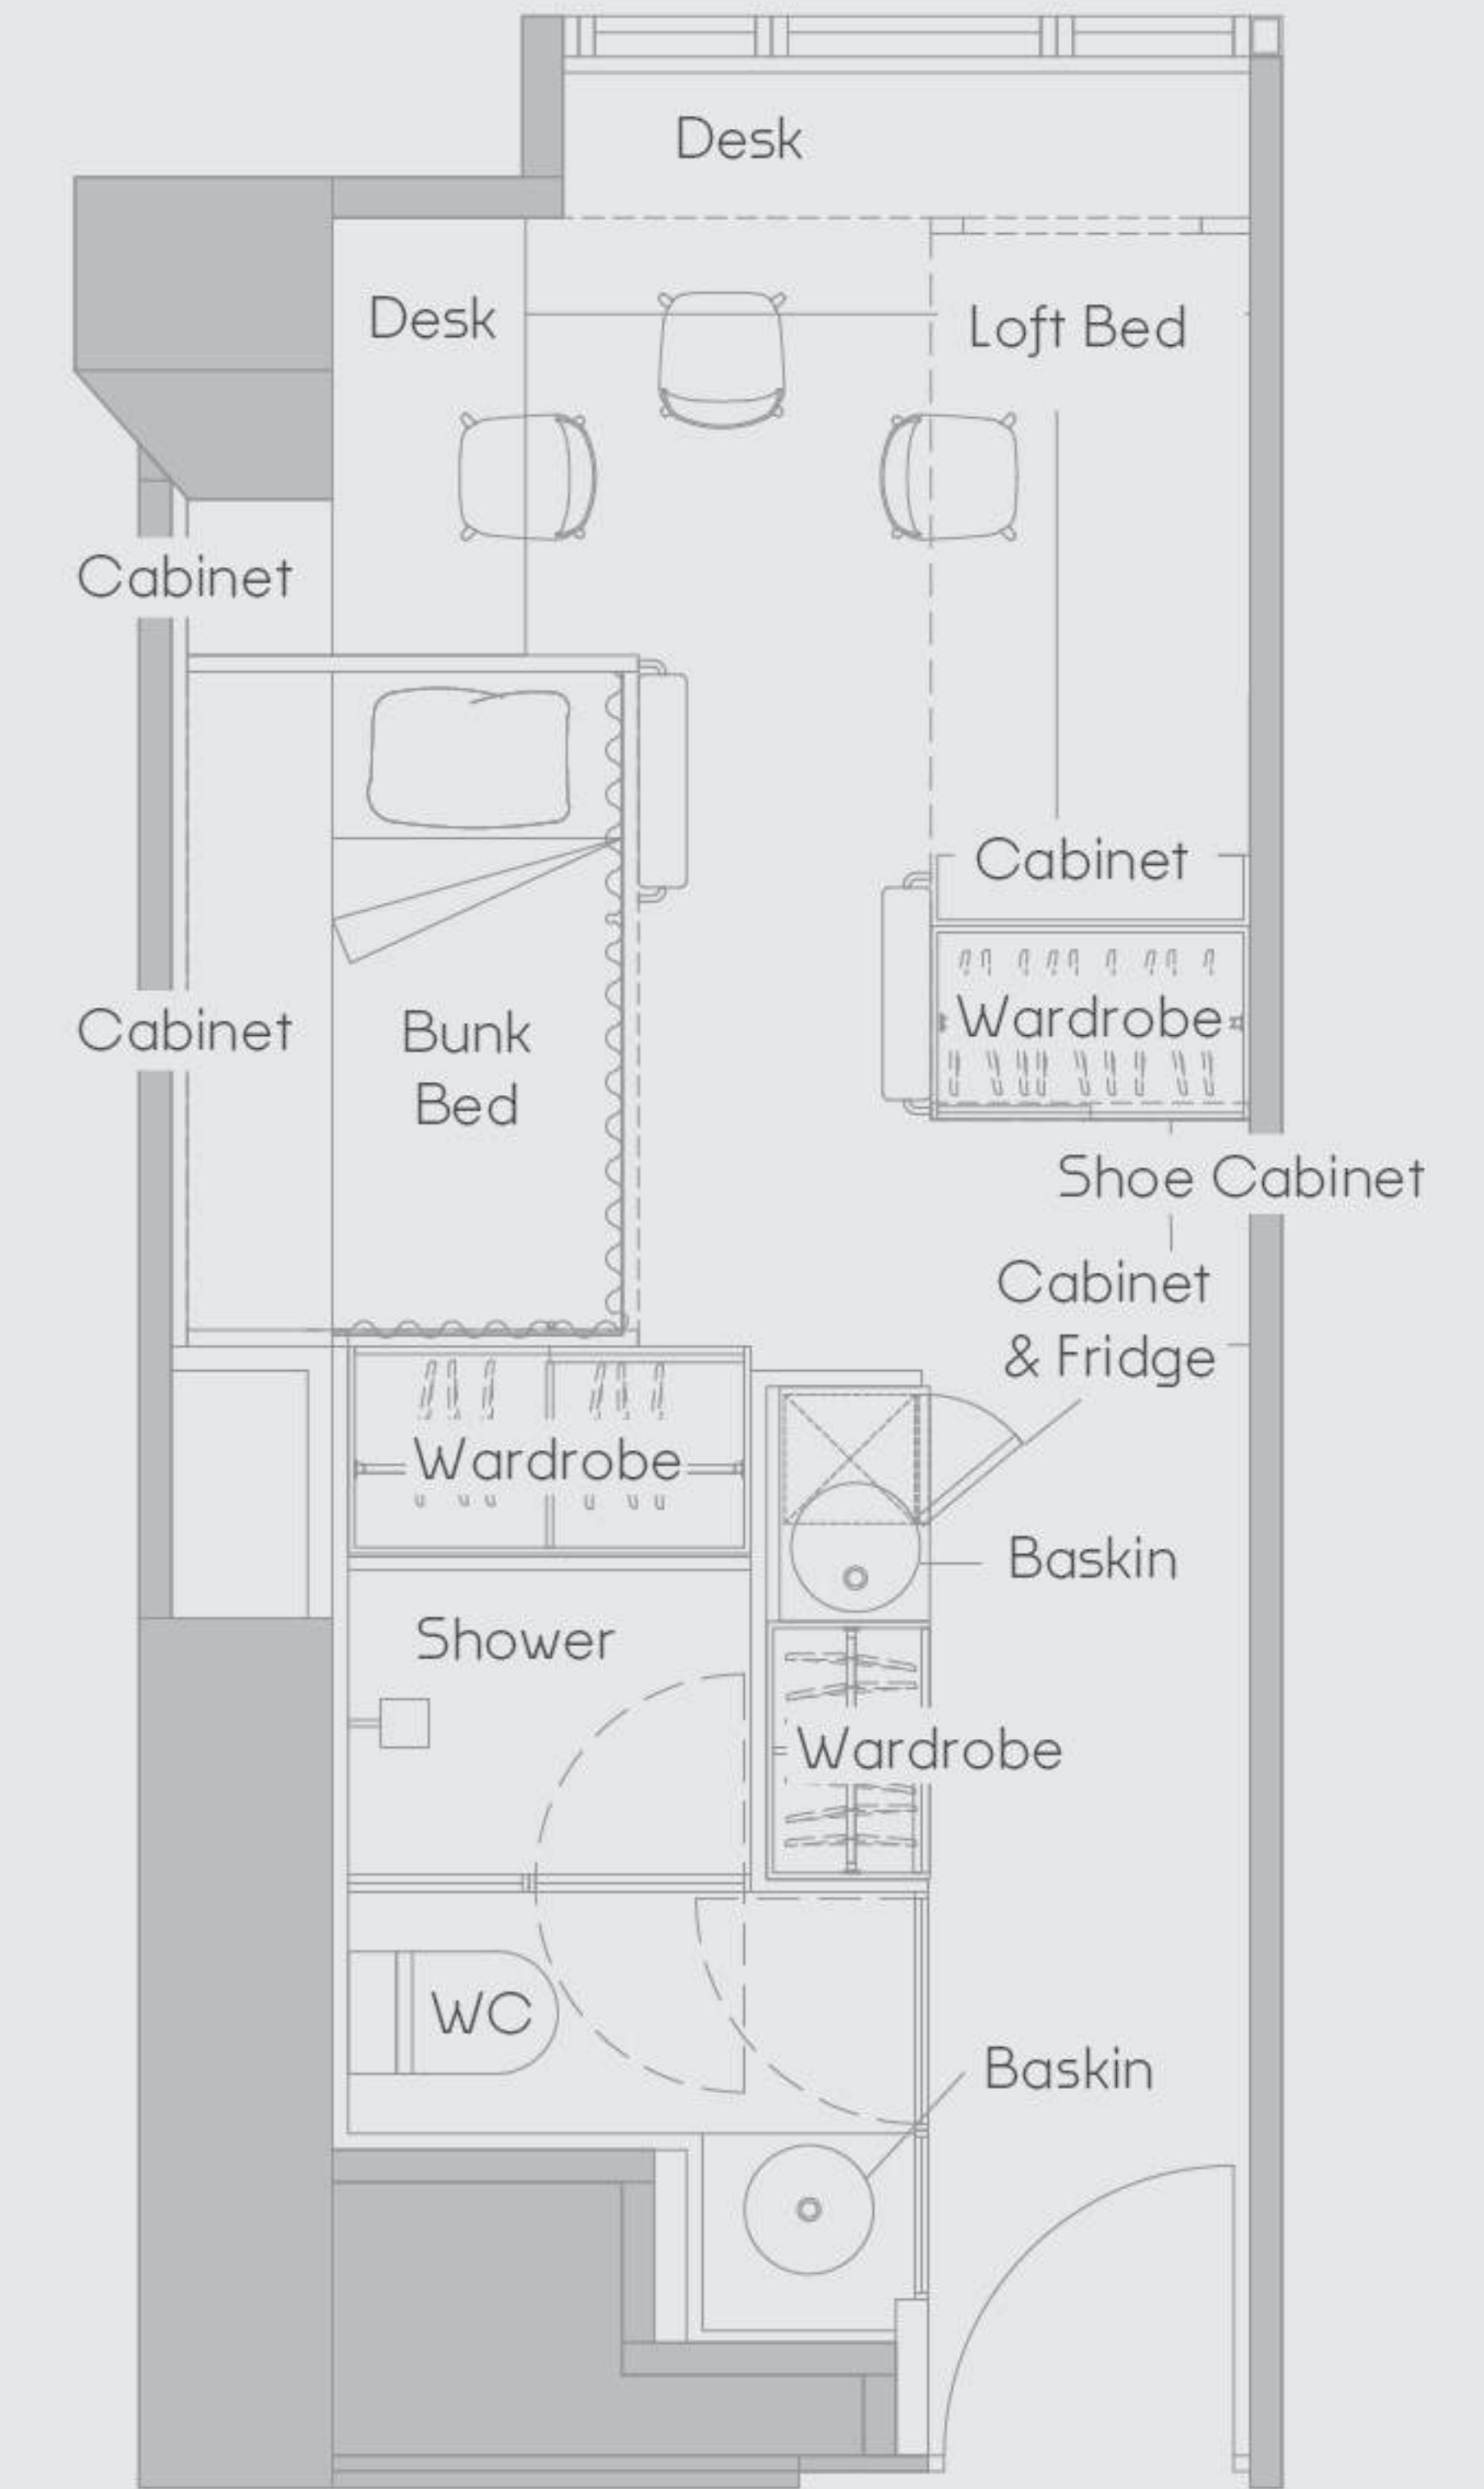 Desk
Desk
Loft Bed
Cabinet
Cabinet
Wardrobe
Cabinet
Bunk
Bed
Shoe Cabinet
Cabinet
& Fridge
Wardrobe
Baskin
Shower
Wardrobe
WC
Baskin